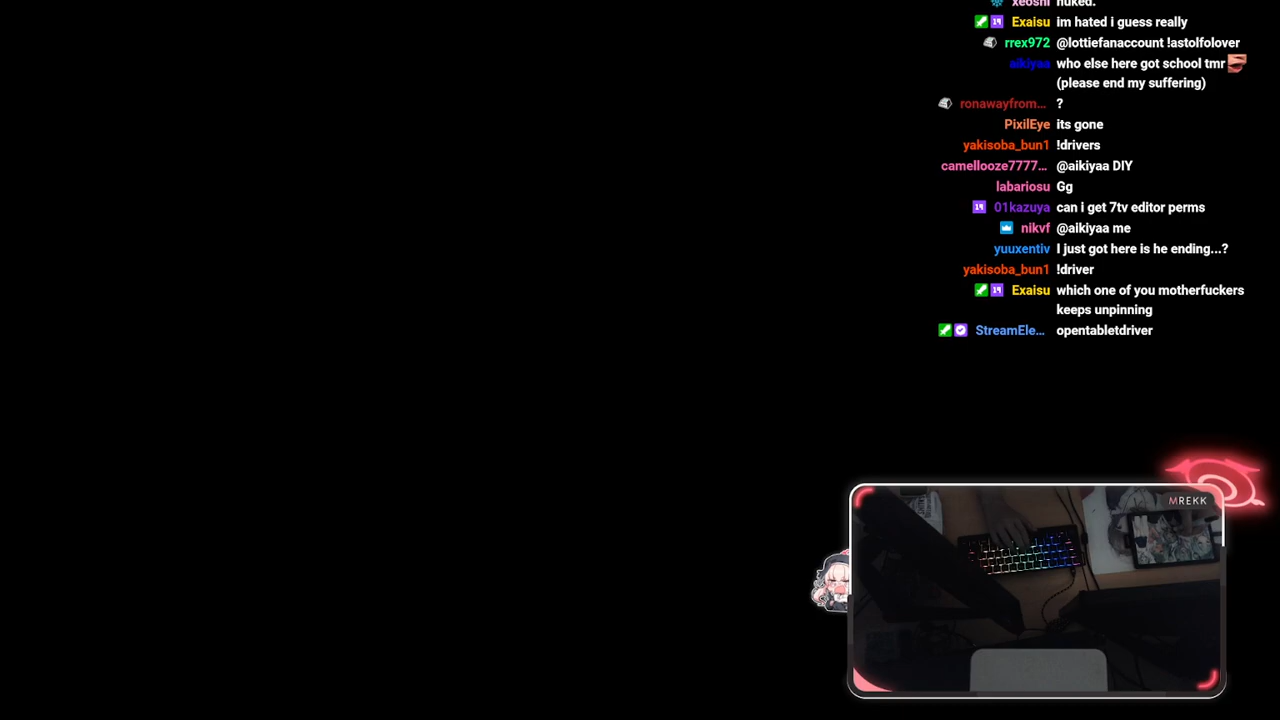 xeoshi nuked.
Exaisu im hated i guess really
rrex972 @lottiefanaccount !astolfolover
aikiyaa who else here got school tmr
(please end my suffering)
ronawayfrom… ?
PixilEye its gone
yakisoba_bun1 !drivers
camellooze7777… @aikiyaa DIY
labariosu Gg
01kazuya can i get 7tv editor perms
nikvf @aikiyaa me
yuuxentiv I just got here is he ending...?
yakisoba_bun1 !driver
Exaisu which one of you motherfuckers
keeps unpinning
StreamEle… opentabletdriver
MREKK